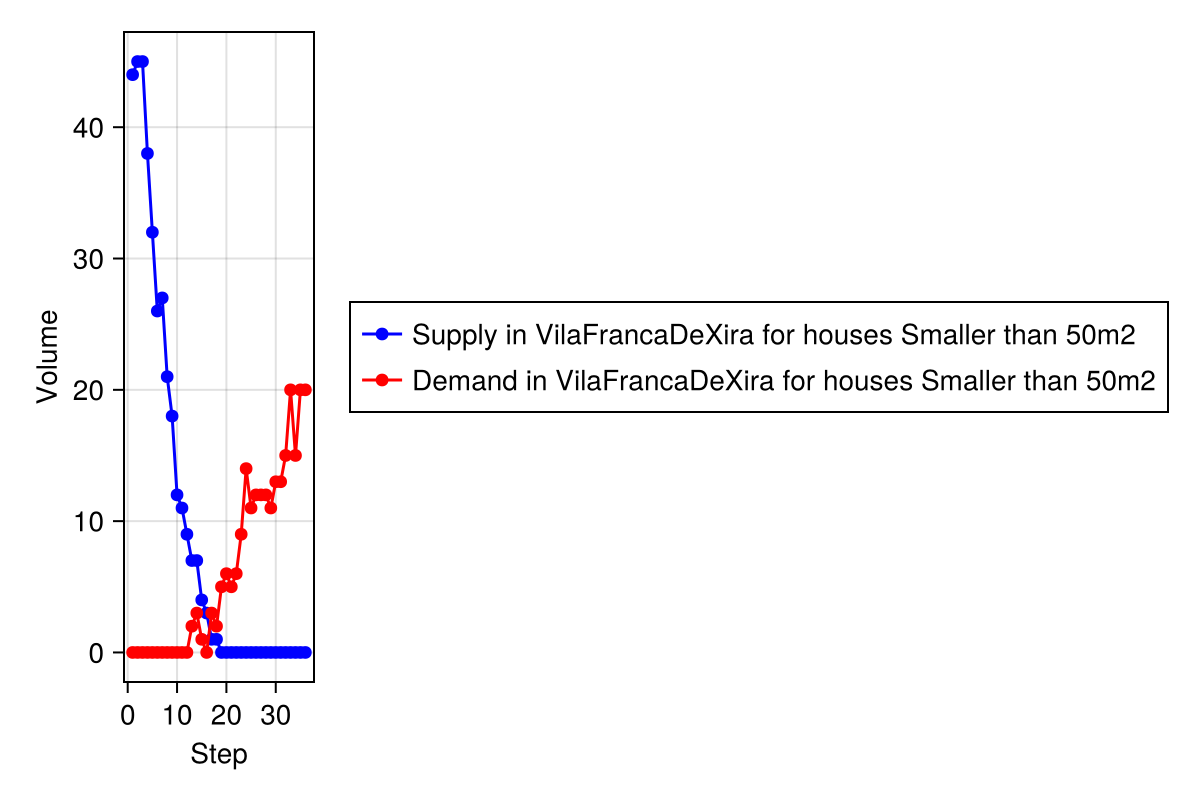 Volume
40
30
20
10
0
0 10 20 30
Step
Supply in VilaFrancaDeXira for houses Smaller than 50m2
Demand in VilaFrancaDeXira for houses Smaller than 50m2